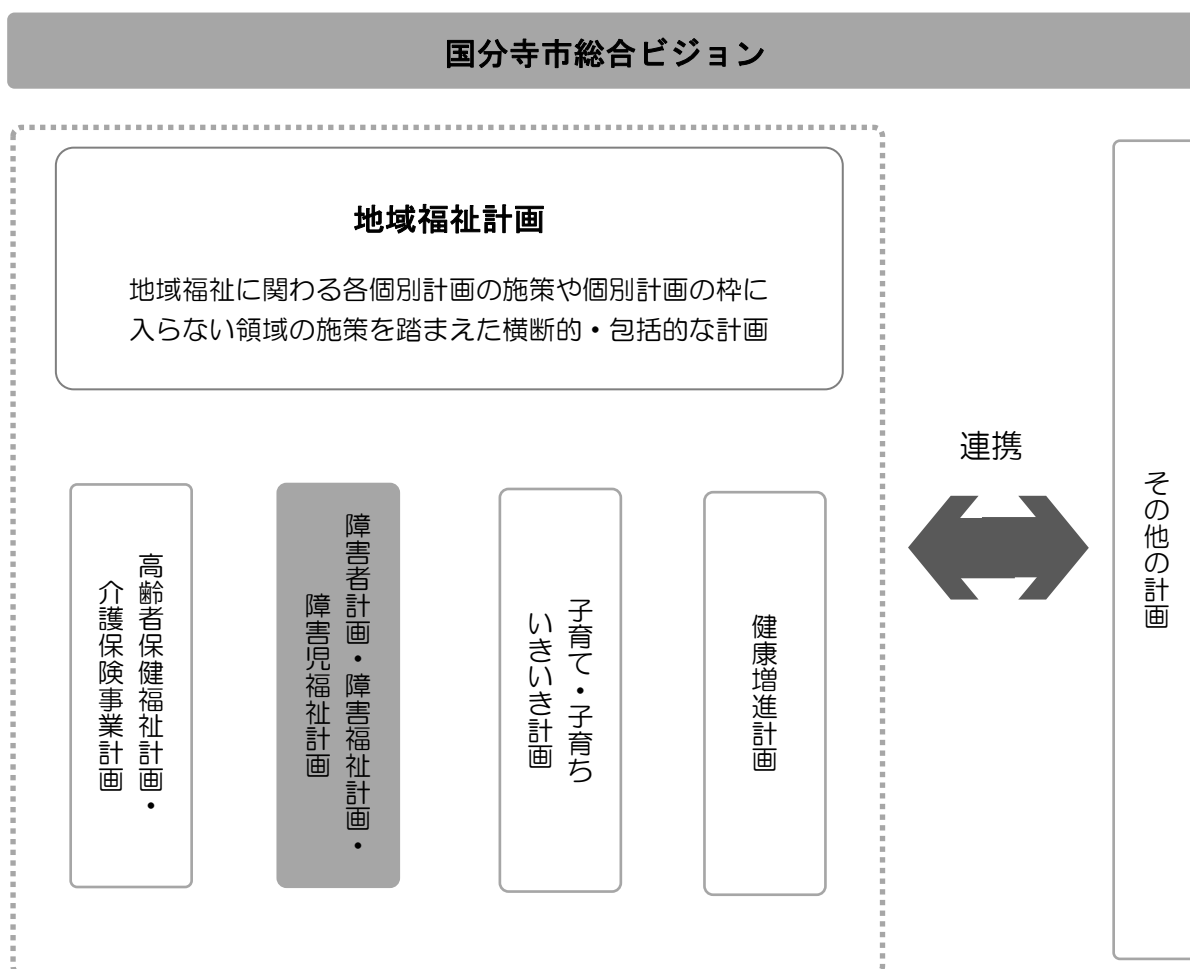 国分寺市総合ビジョン
地域福祉計画
地域福祉に関わる各個別計画の施策や個別計画の枠に
入らない領域の施策を踏まえた横断的・包括的な計画
高齢者保健福祉計画・
介護保険事業計画
障害者計画・障害福祉計画・
障害児福祉計画
子育て・子育ち
いきいき計画
健康増進計画
連携
その他の計画